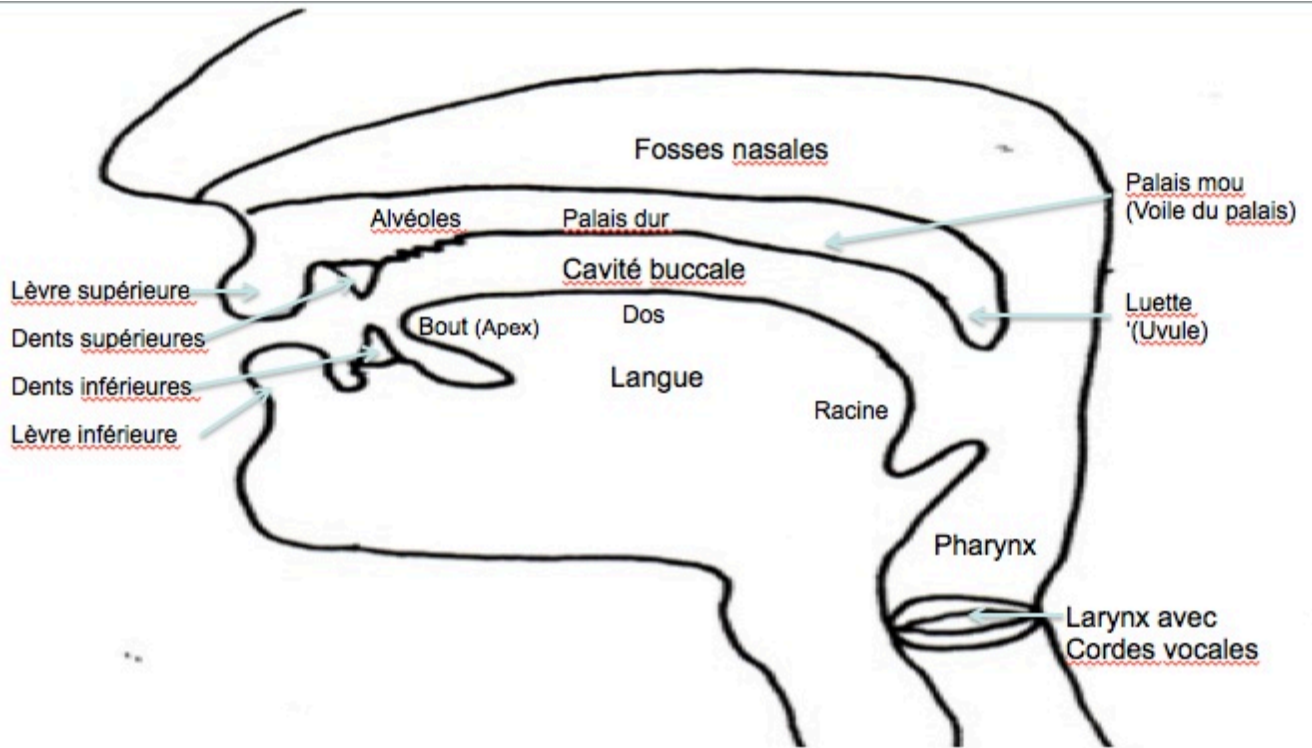 Fosses nasales
Palais mou
(Voile du palais)
Alvéoles
Palais dur
Cavité buccale
Lèvre supérieure
Dents supérieures
Dents inférieures
Lèvre inférieure
Bout (Apex)
Dos
Langue
Luette
'(Uvule)
Racine
Pharynx
Larynx avec
Cordes vocales